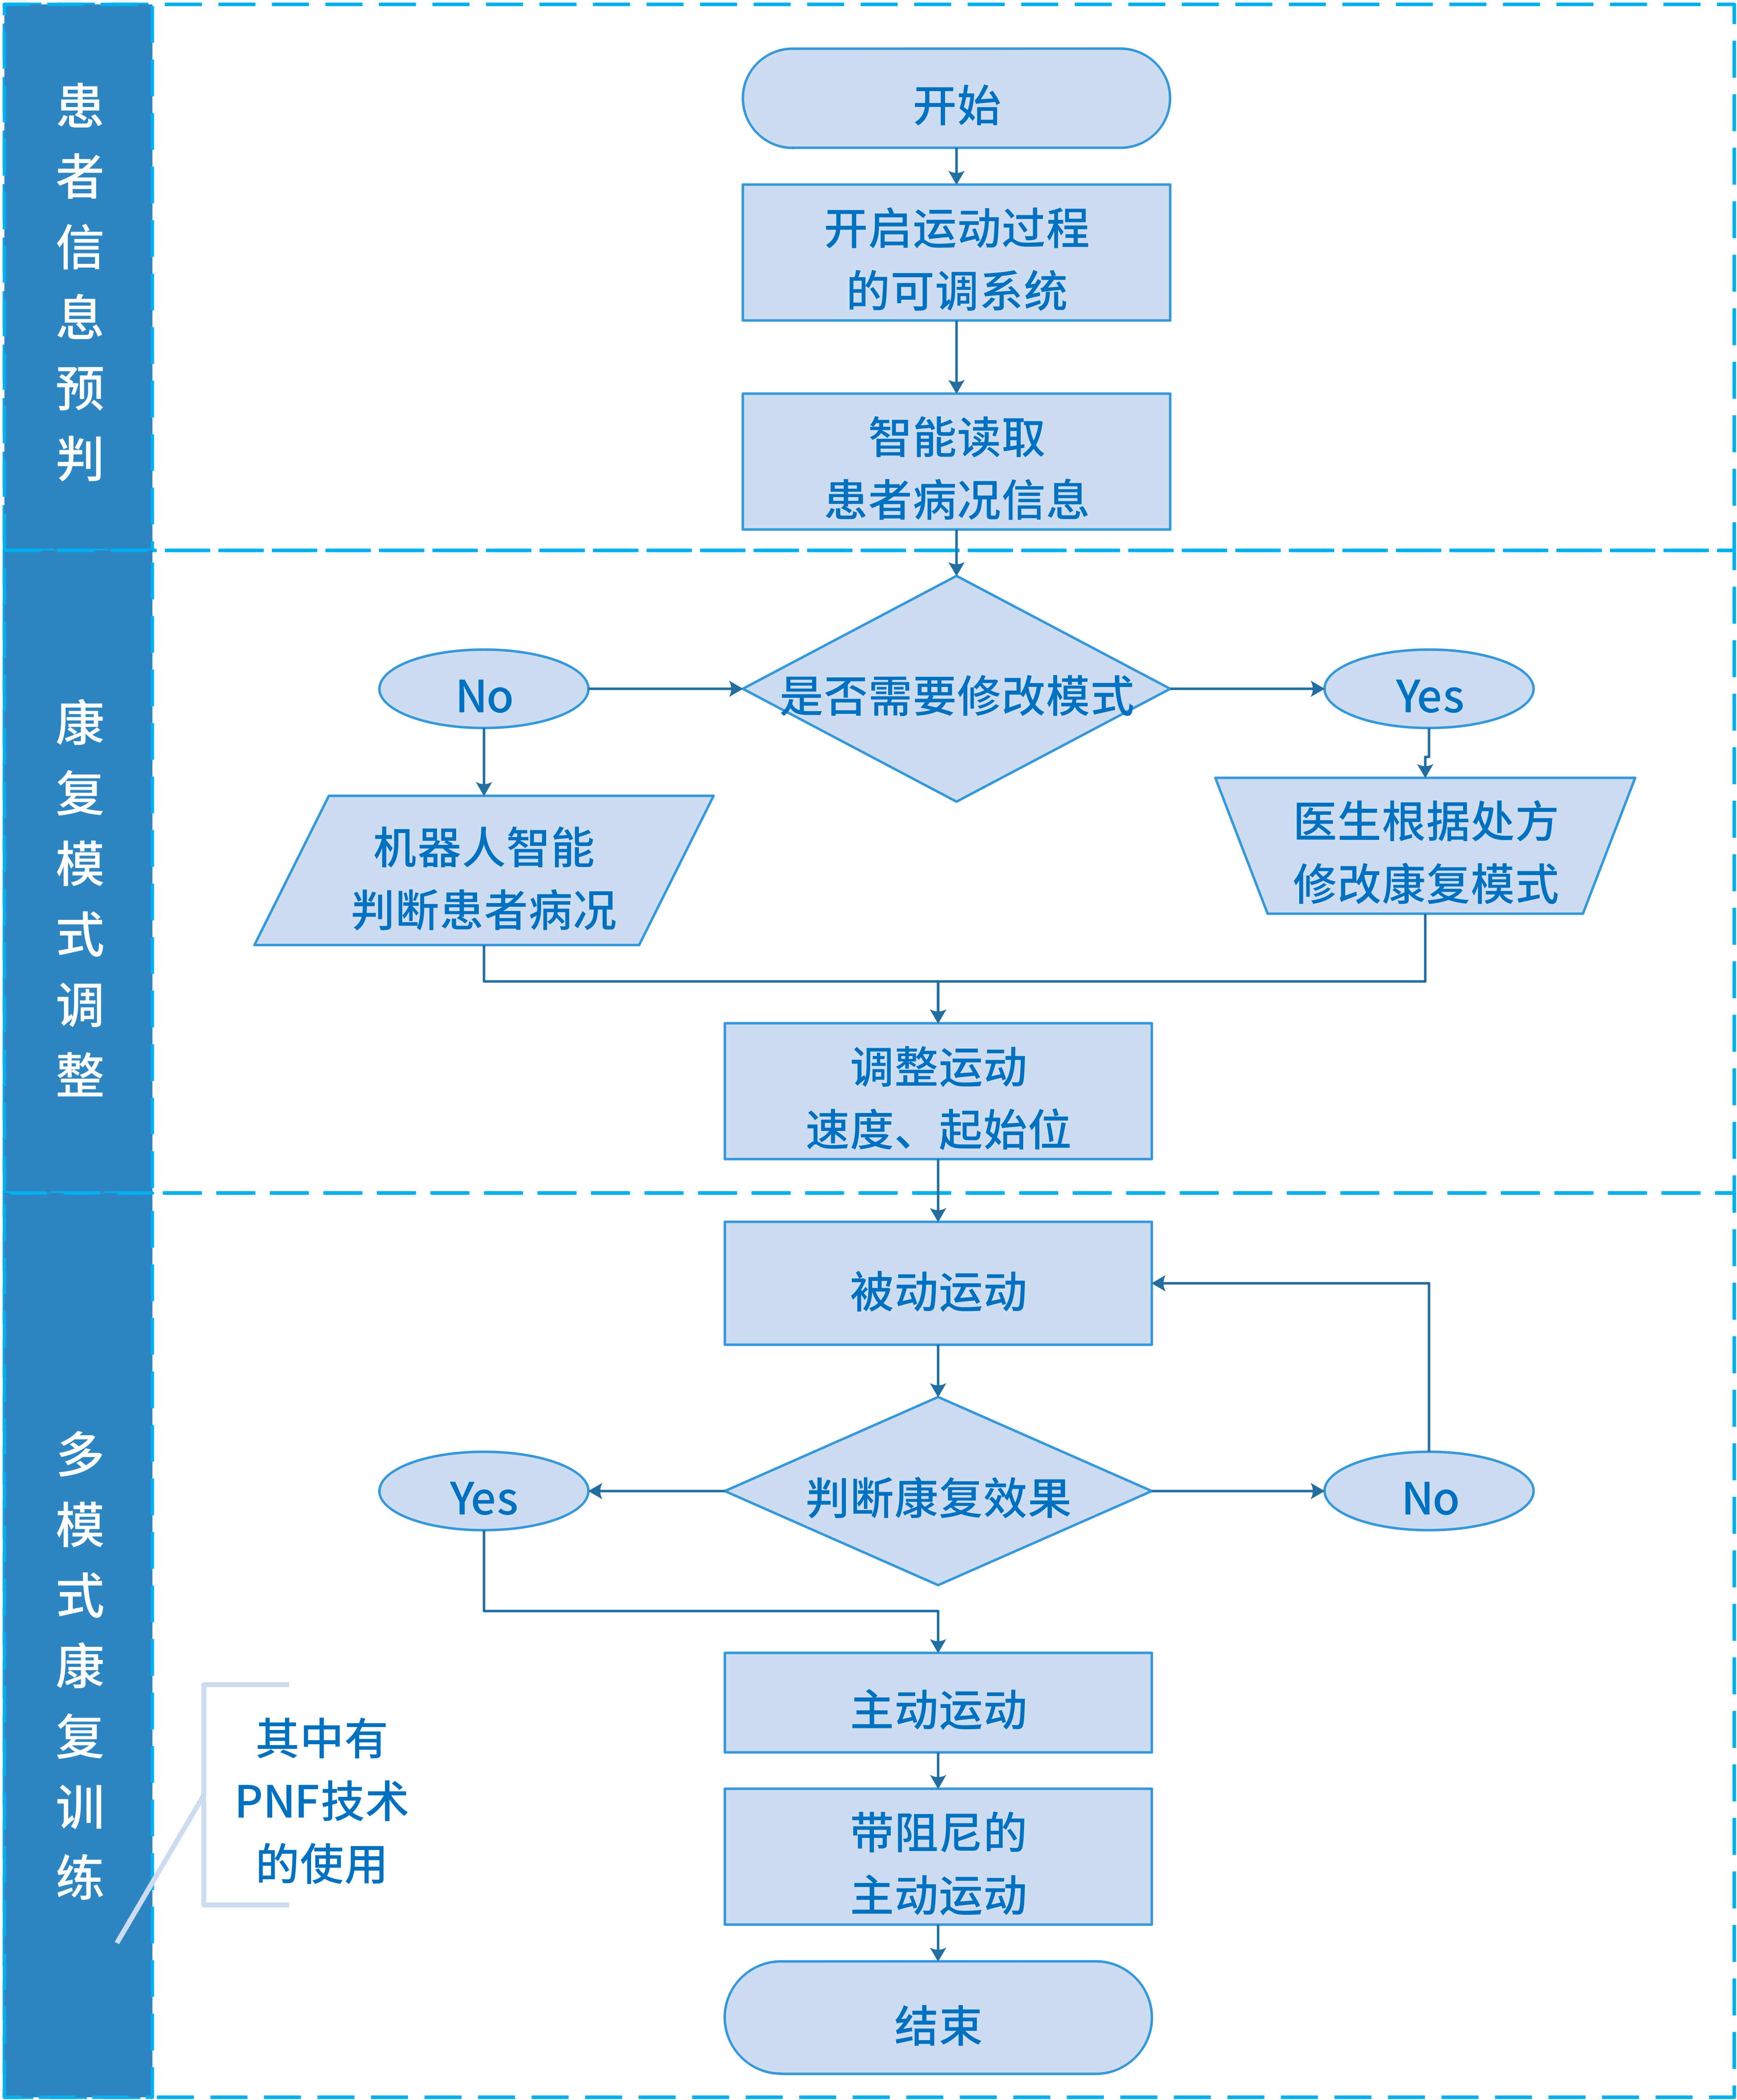 患者信息预判
开始
开启运动过程
的可调系统
智能读取
患者病况信息
康复模式调整
No
是否需要修改模式
Yes
机器人智能
判断患者病况
医生根据处方
修改康复模式
调整运动
速度、起始位
多模式康复训练
被动运动
Yes
判断康复效果
No
主动运动
其中有
PNF技术
的使用
带阻尼的
主动运动
结束